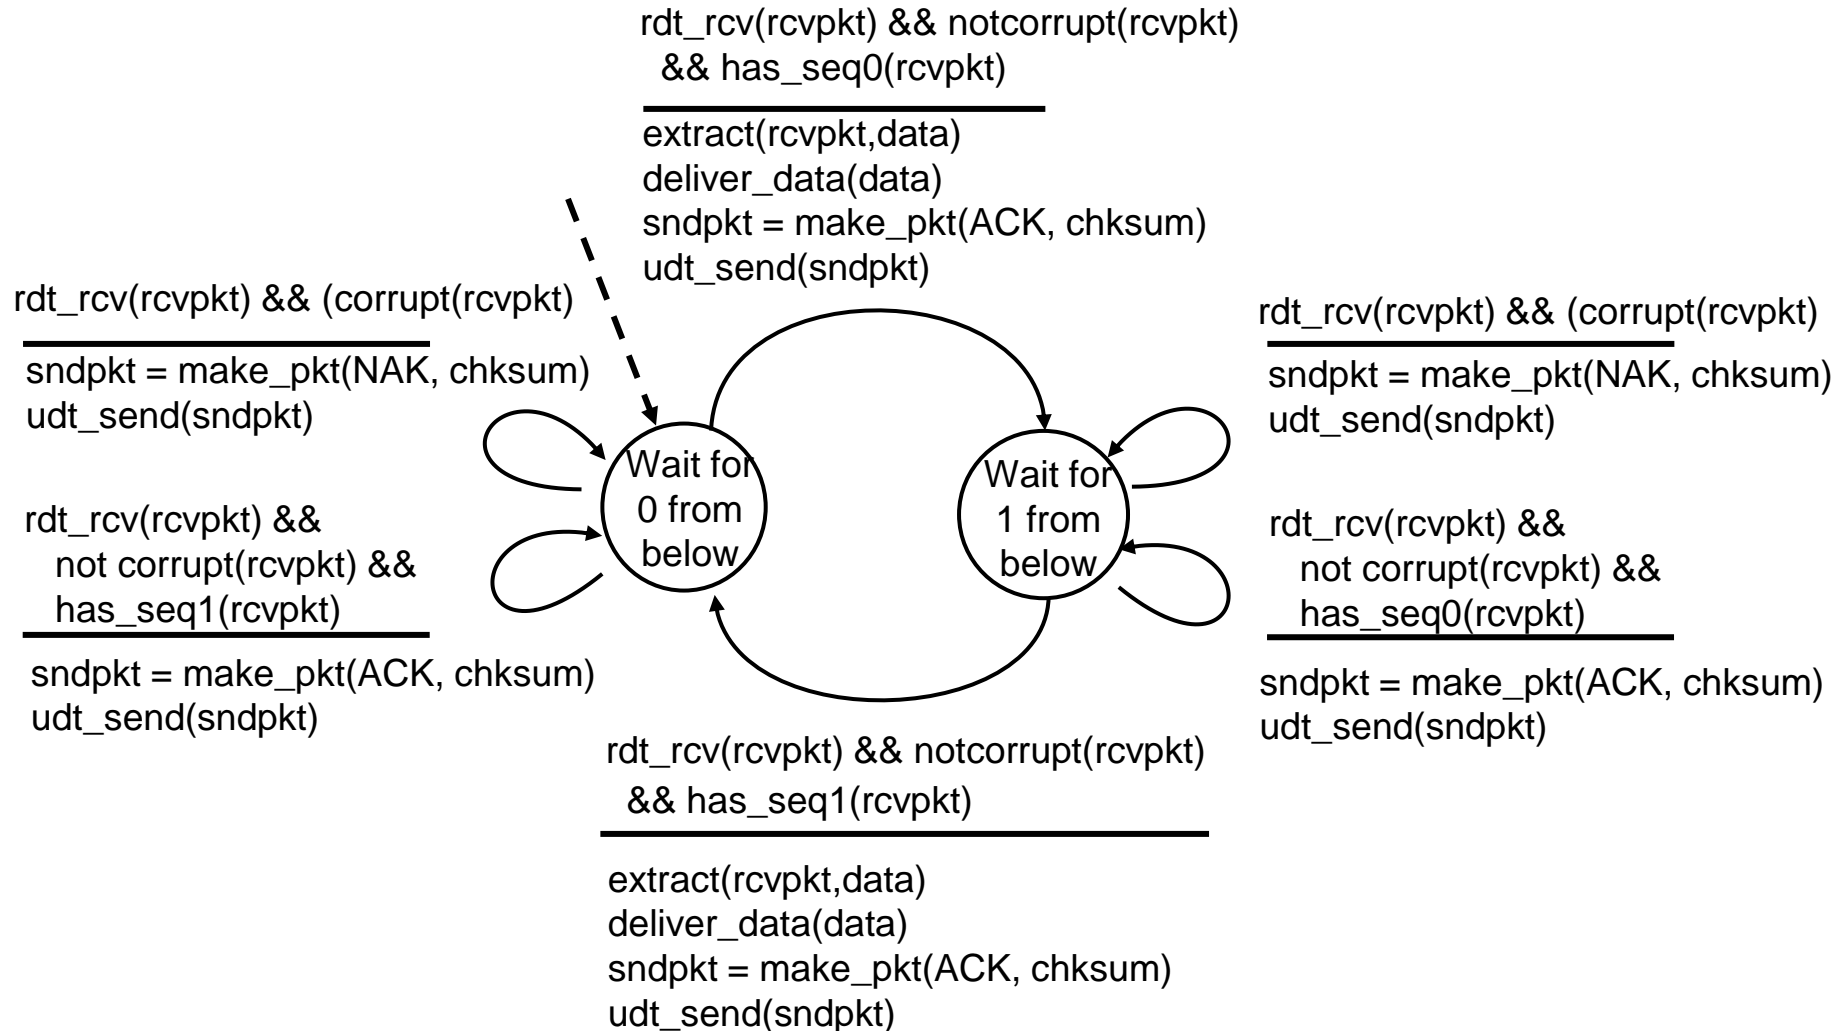 rdt_rcv(rcvpkt) && notcorrupt(rcvpkt)
&& has_seq0(rcvpkt)
extract(rcvpkt,data)
deliver_data(data)
sndpkt = make_pkt(ACK, chksum)
udt_send(sndpkt)
rdt_rcv(rcvpkt) && (corrupt(rcvpkt)
sndpkt = make_pkt(NAK, chksum)
udt_send(sndpkt)
rdt_rcv(rcvpkt) &&
not corrupt(rcvpkt) &&
has_seq1(rcvpkt)
sndpkt = make_pkt(ACK, chksum)
udt_send(sndpkt)
Wait for
0 from
below
Wait for
1 from
below
rdt_rcv(rcvpkt) && (corrupt(rcvpkt)
sndpkt = make_pkt(NAK, chksum)
udt_send(sndpkt)
rdt_rcv(rcvpkt) &&
not corrupt(rcvpkt) &&
has_seq0(rcvpkt)
sndpkt = make_pkt(ACK, chksum)
udt_send(sndpkt)
rdt_rcv(rcvpkt) && notcorrupt(rcvpkt)
&& has_seq1(rcvpkt)
extract(rcvpkt,data)
deliver_data(data)
sndpkt = make_pkt(ACK, chksum)
udt_send(sndpkt)